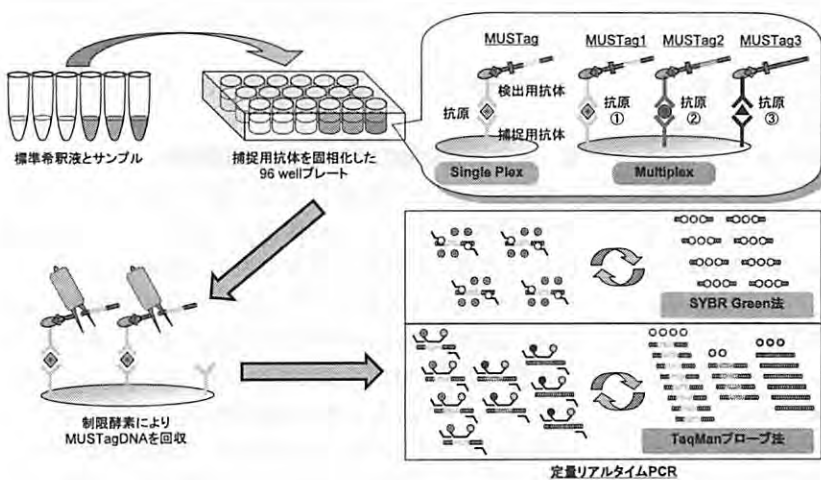 標準希釈液とサンプル
捕捉用抗体を固相化した
96 wellプレート
MUSTag
検出用抗体
抗原
捕捉用抗体
Single Plex
MUSTag1 MUSTag2 MUSTag3
抗原
①
抗原
②
抗原
③
Multiplex
制限酵素により
MUSTagDNAを回収
SYBR Green法
TaqManプローブ法
定量リアルタイムPCR